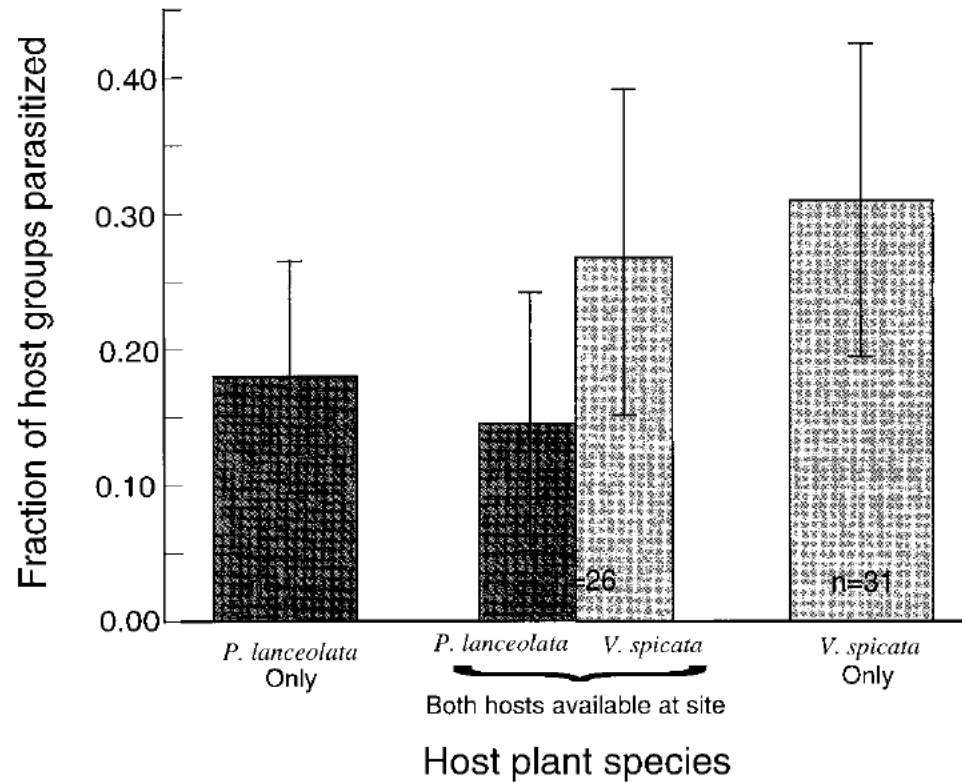 Fraction of host groups parasitized
0.40
0.30
0.20
0.10
0.00
=26
n=31
P. lanceolata
Only
P. lanceolata
V. spicata
V. spicata
Only
Both hosts available at site
Host plant species